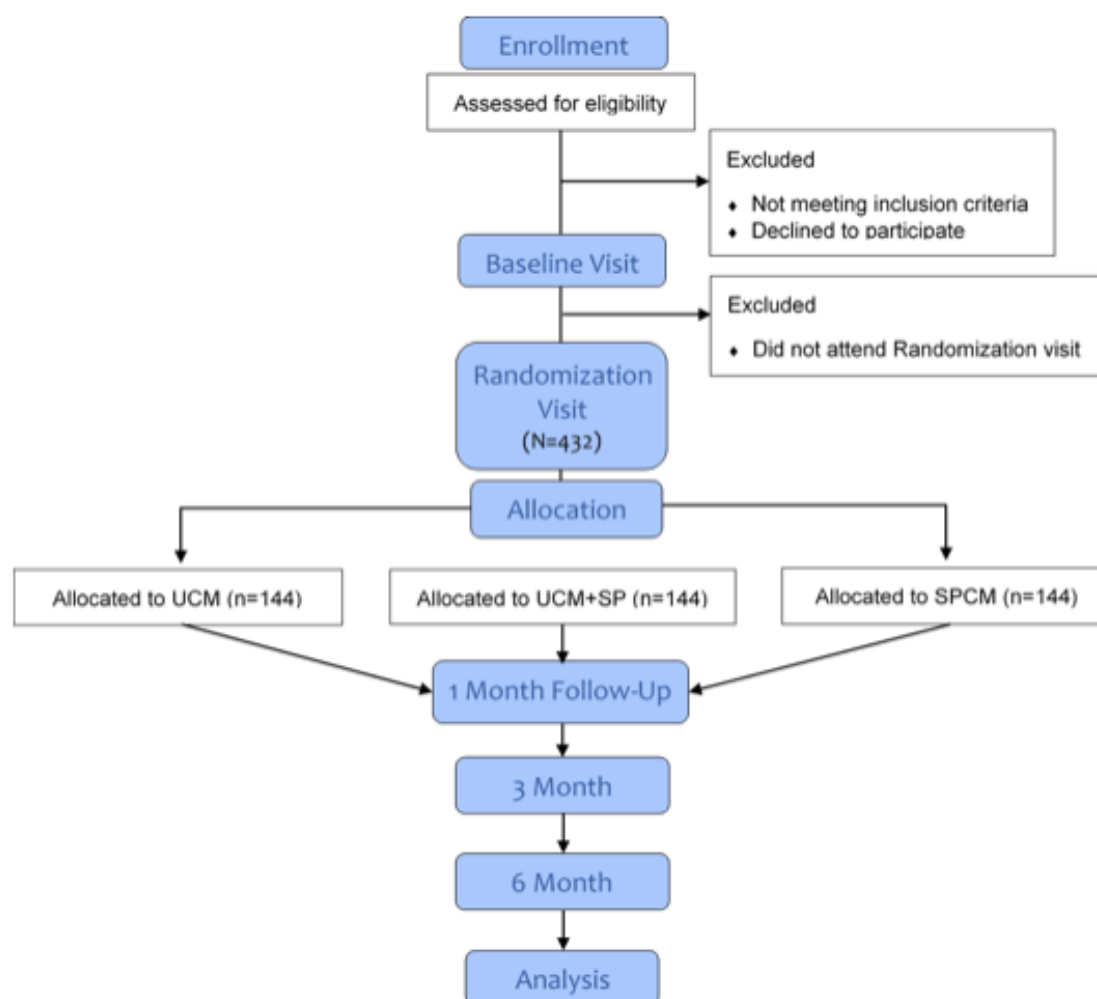 Enrollment
Assessed for eligibility
Excluded
♦ Not meeting inclusion criteria
♦ Declined to participate
Baseline Visit
Excluded
♦ Did not attend Randomization visit
Randomization
Visit
(N=432)
Allocation
Allocated to UCM (n=144)
Allocated to UCM+SP (n=144)
Allocated to SPCM (n=144)
1 Month Follow-Up
3 Month
6 Month
Analysis